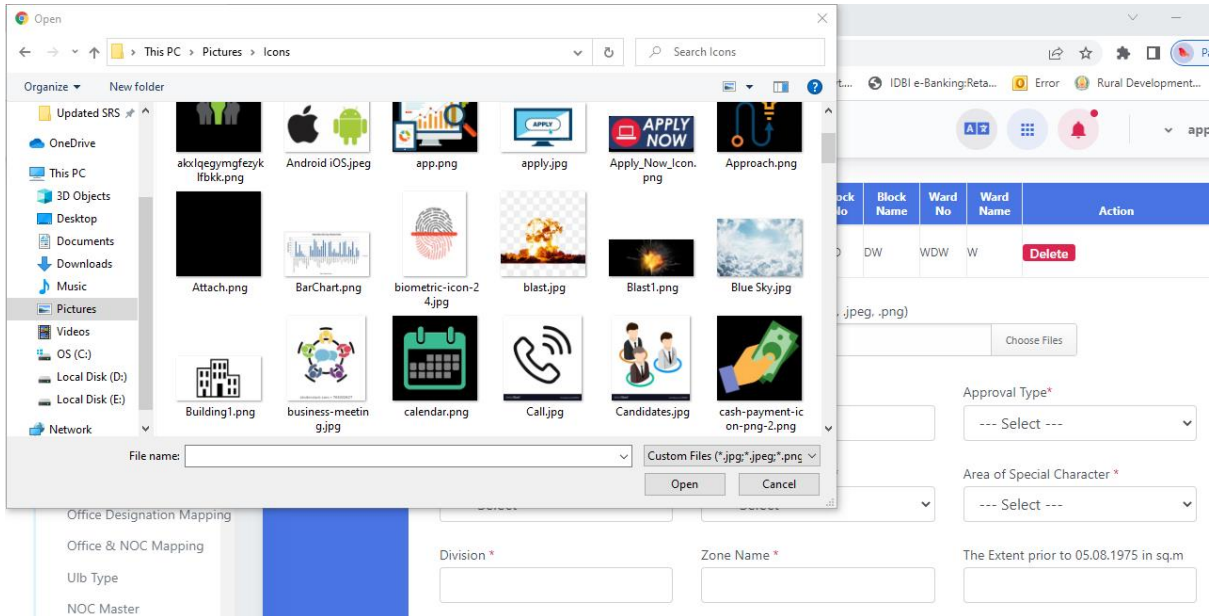 Open
This PC > Pictures > Icons
Search Icons
Organize
New folder
Updated SRS
OneDrive
This PC
3D Objects
Desktop
Documents
Downloads
Music
Pictures
Videos
OS (C:)
Local Disk (D:)
Local Disk (E:)
Network
APPLY
APPLY
NOW
akxlqegymgfezyk
lfbkk.png
Android iOS.jpeg
app.png
apply.jpg
Apply_Now_Icon.
png
Approach.png
Attach.png
BarChart.png
biometric-icon-2
4.jpg
blast.jpg
Blast1.png
Blue Sky.jpg
Building1.png
business-meetin
g.jpg
calendar.png
Call.jpg
Candidates.jpg
cash-payment-ic
on-png-2.png
File name:
Custom Files (*.jpg;*.jpeg;*.png
Open
Cancel
IDBI e-Banking:Reta...
Error
Rural Development...
app
Block
Name
Ward
No
Ward
Name
Action
DW
WDW
W
Delete
.jpeg, .png)
Choose Files
Approval Type*
--- Select ---
Area of Special Character *
--- Select ---
Office Designation Mapping
Office & NOC Mapping
Ulb Type
NOC Master
Division *
Zone Name *
The Extent prior to 05.08.1975 in sq.m